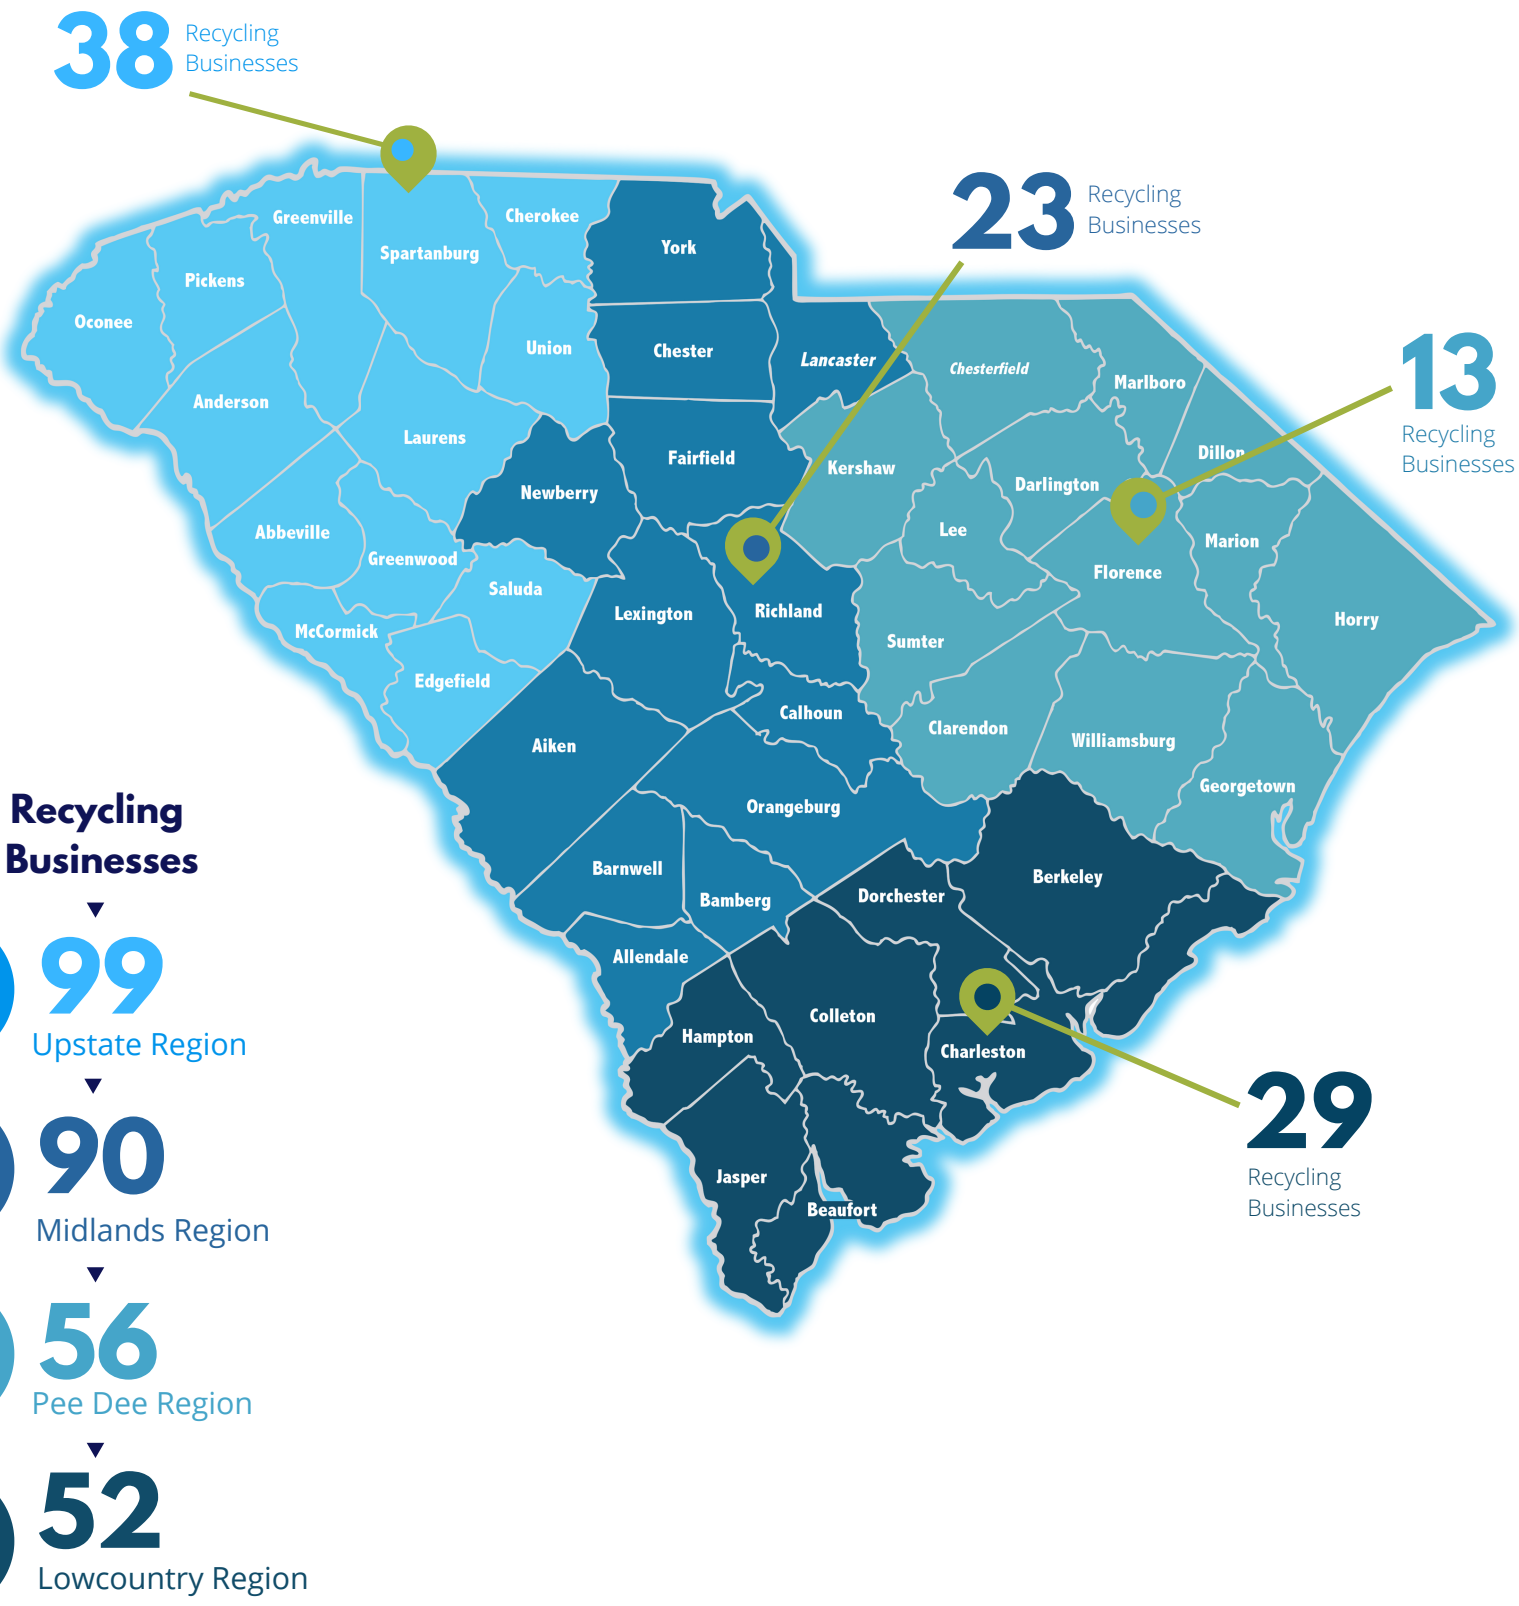 38
Recycling
Businesses
23
Recycling
Businesses
13
Recycling
Businesses
Greenville
Cherokee
Spartanburg
York
Pickens
Oconee
Union
Chester
Lancaster
Chesterfield
Marlboro
Anderson
Laurens
Fairfield
Kershaw
Dillon
Newberry
Darlington
Abbeville
Greenwood
Lee
Marion
Saluda
Florence
Lexington
Richland
McCormick
Sumter
Horry
Edgefield
Calhoun
Clarendon
Aiken
Williamsburg
Orangeburg
Georgetown
Barnwell
Bamberg
Dorchester
Berkeley
Allendale
Colleton
Hampton
Charleston
Jasper
Beaufort
29
Recycling
Businesses
Recycling
Businesses
99
Upstate Region
90
Midlands Region
56
Pee Dee Region
52
Lowcountry Region